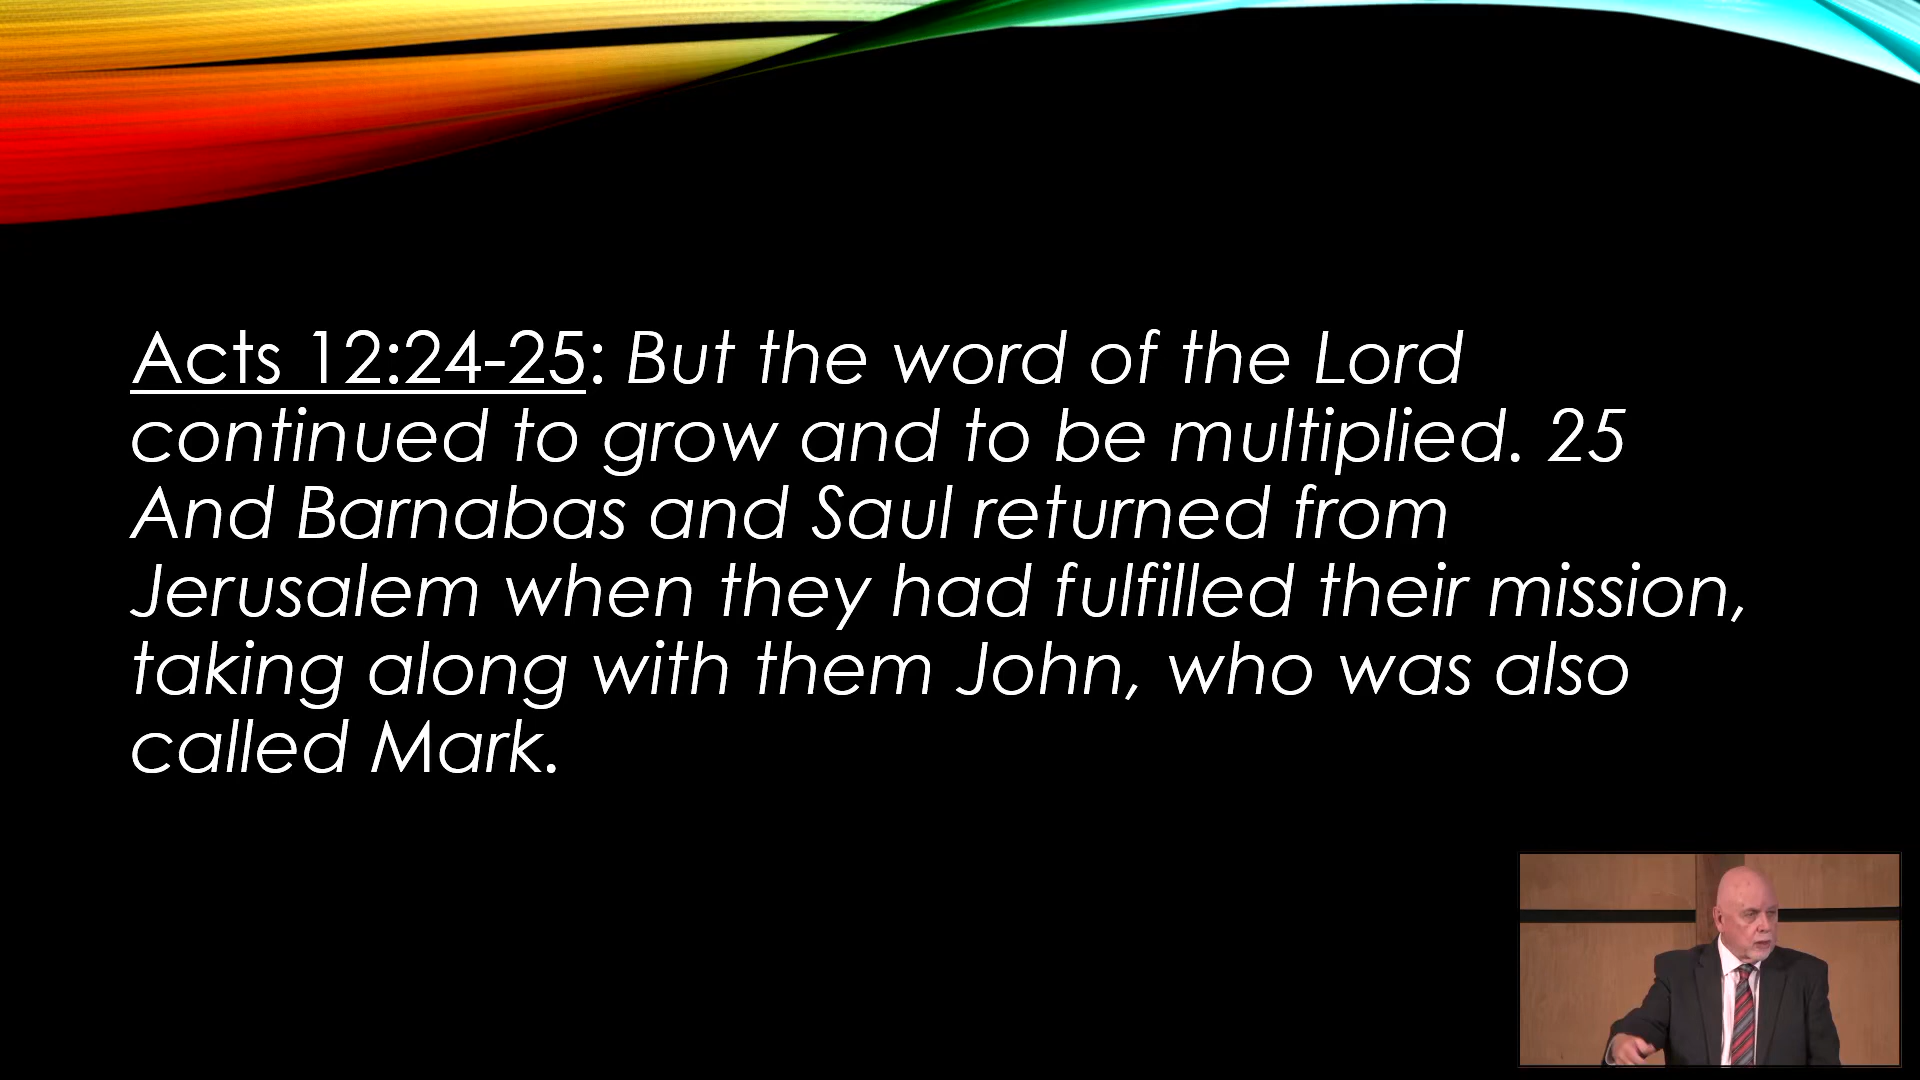 Acts 12:24-25: But the word of the Lord
continued to grow and to be multiplied. 25
And Barnabas and Saul returned from
Jerusalem when they had fulfilled their mission,
taking along with them John, who was also
called Mark.